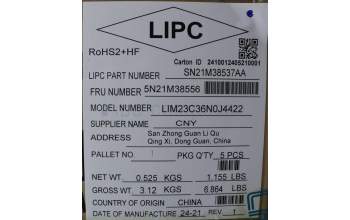 LIPC
RoHS2+HF
Carton ID 2410012405210001
LIPC PART NUMBER SN21M38537AA
FRU NUMBER 5N21M38556
MODEL NUMBER LIM23C36N0J4422
SUPPLIER NAME CNY
ADDRESS San Zhong Guan Li Qu
Qing Xi, Dong Guan, China
PALLET NO PKG Q'TY 5 PCS
NET WT. 0.525 KGS 1.155 LBS
GROSS WT. 3.12 KGS 6.864 LBS
COUNTRY OF ORIGIN CHINA
DATE OF MANUFACTURE 24-21 REV